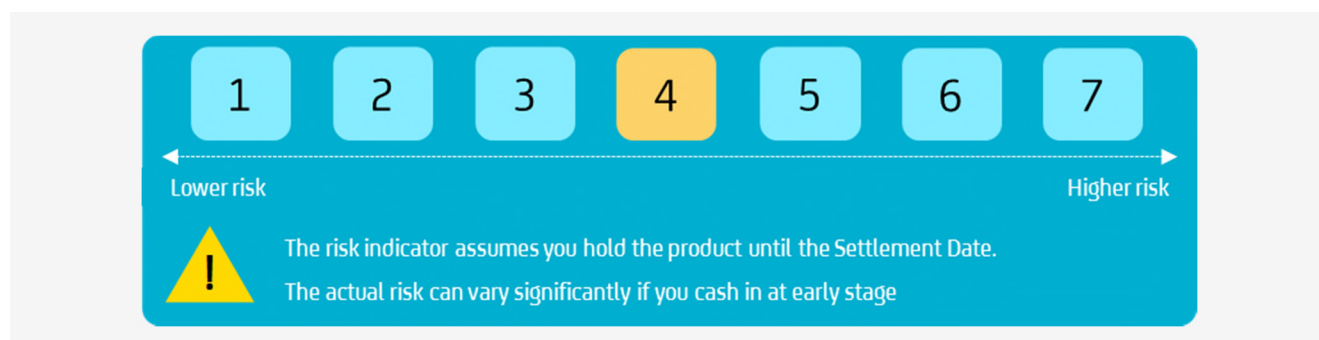 1 2 3 4 5 6 7
Lower risk Higher risk
!
The risk indicator assumes you hold the product until the Settlement Date.
The actual risk can vary significantly if you cash in at early stage